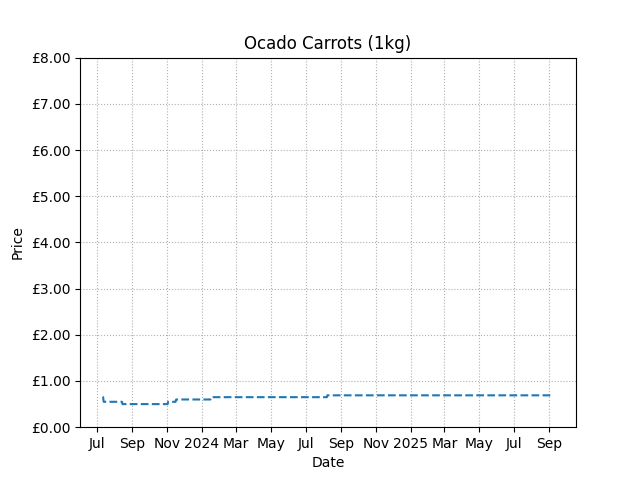 Ocado Carrots (1kg)
£8.00
£7.00
£6.00
£5.00
£4.00
£3.00
£2.00
£1.00
£0.00
Price
Jul Sep Nov 2024 Mar May Jul Sep Nov 2025 Mar May Jul Sep
Date